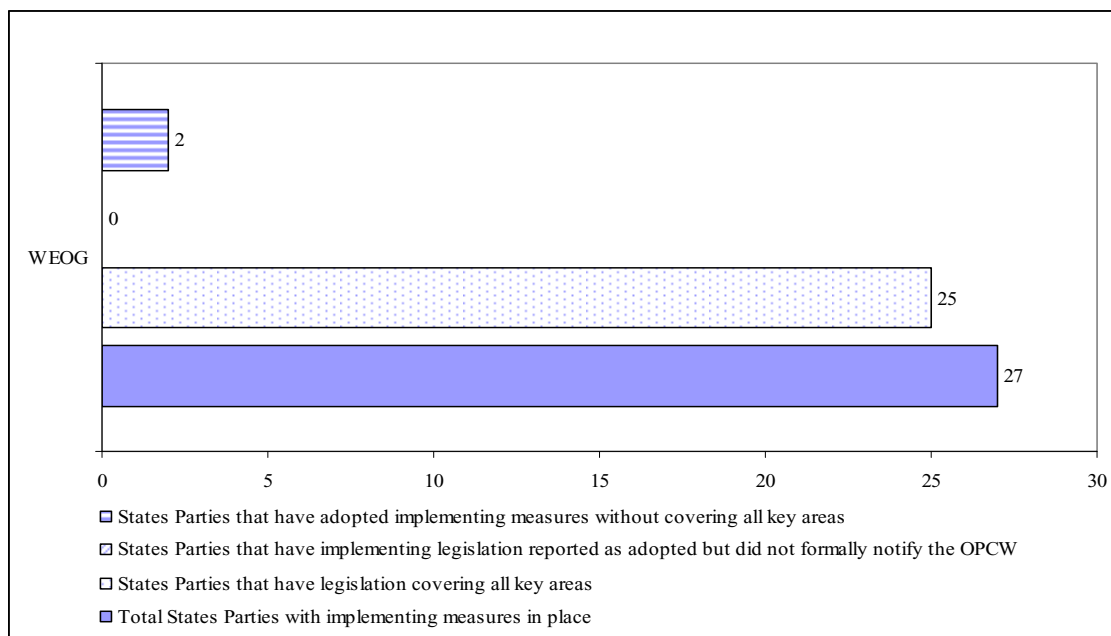 2
0
WEOG
25
27
0 5 10 15 20 25 30
States Parties that have adopted implementing measures without covering all key areas
States Parties that have implementing legislation reported as adopted but did not formally notify the OPCW
States Parties that have legislation covering all key areas
Total States Parties with implementing measures in place